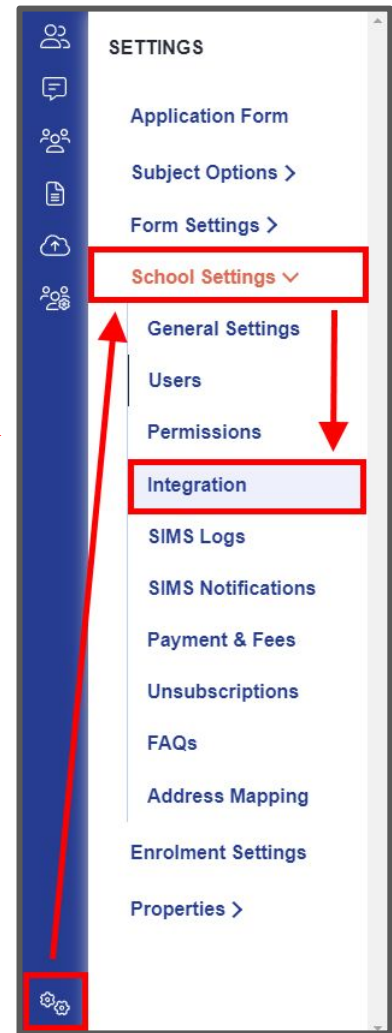 SETTINGS
Application Form
Subject Options >
Form Settings >
School Settings
General Settings
Users
Permissions
Integration
SIMS Logs
SIMS Notifications
Payment & Fees
Unsubscriptions
FAQs
Address Mapping
Enrolment Settings
Properties >